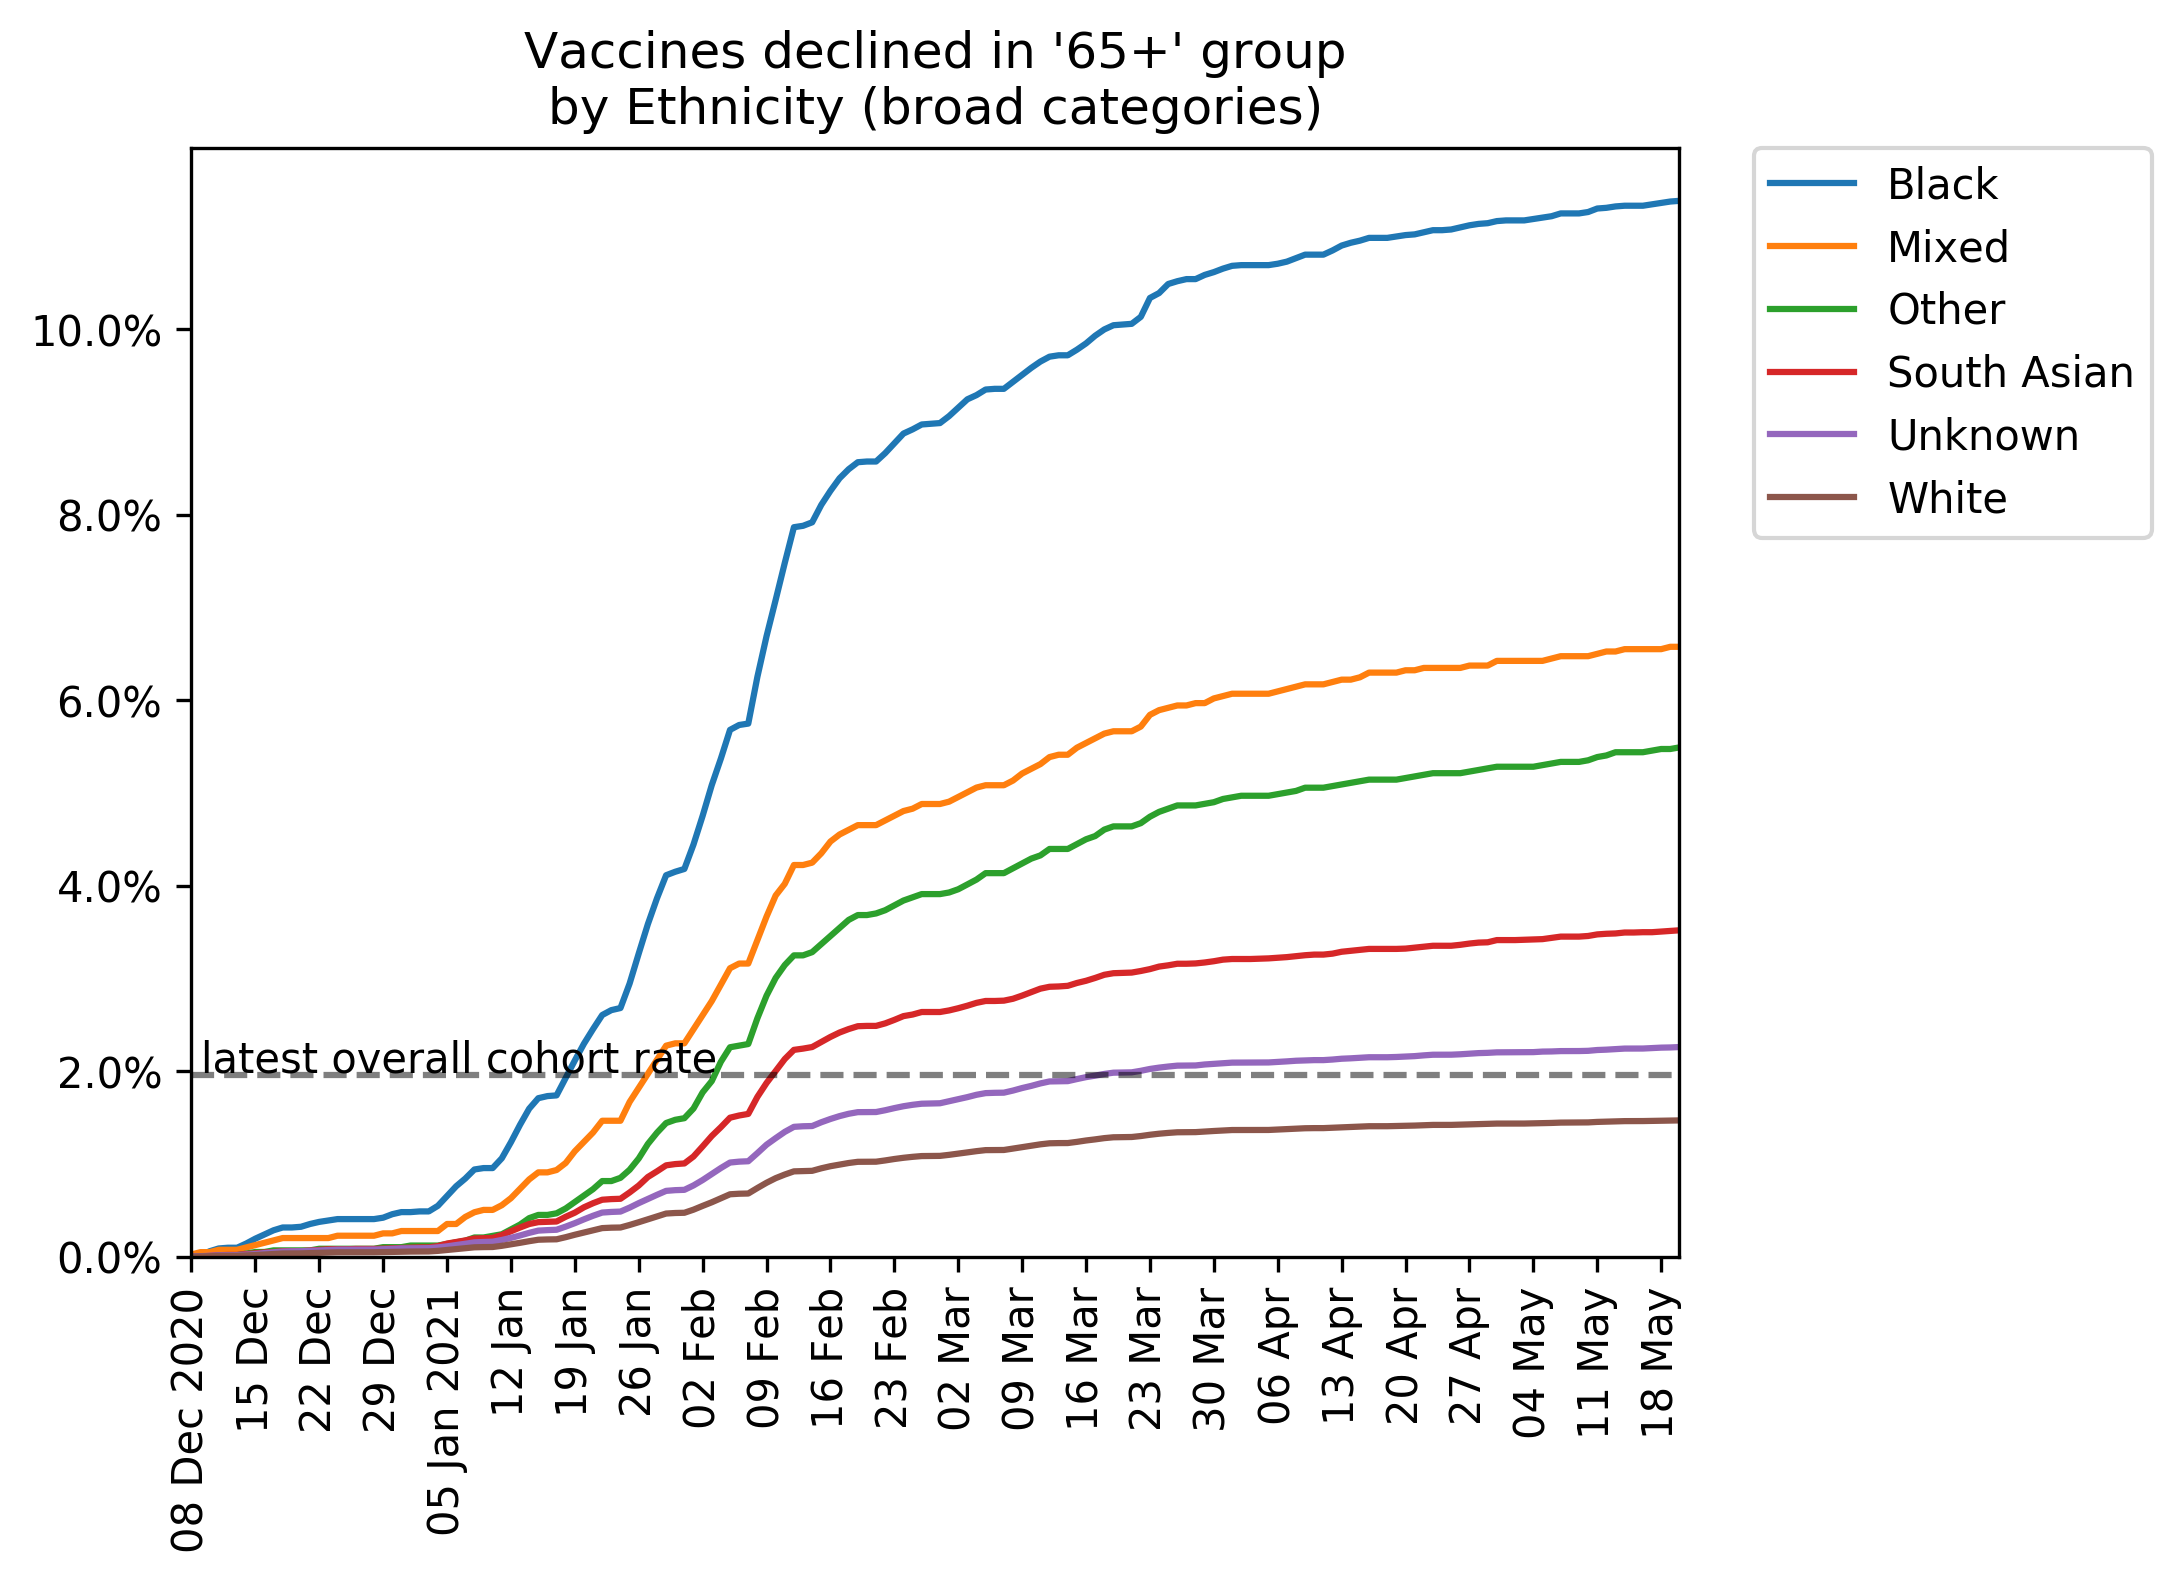 Vaccines declined in '65+' group
by Ethnicity (broad categories)
Black
Mixed
Other
South Asian
Unknown
White
10.0%
8.0%
6.0%
4.0%
2.0%
0.0%
latest overall cohort rate
08 Dec 2020
15 Dec
22 Dec
29 Dec
05 Jan 2021
12 Jan
19 Jan
26 Jan
02 Feb
09 Feb
16 Feb
23 Feb
02 Mar
09 Mar
16 Mar
23 Mar
30 Mar
06 Apr
13 Apr
20 Apr
27 Apr
04 May
11 May
18 May